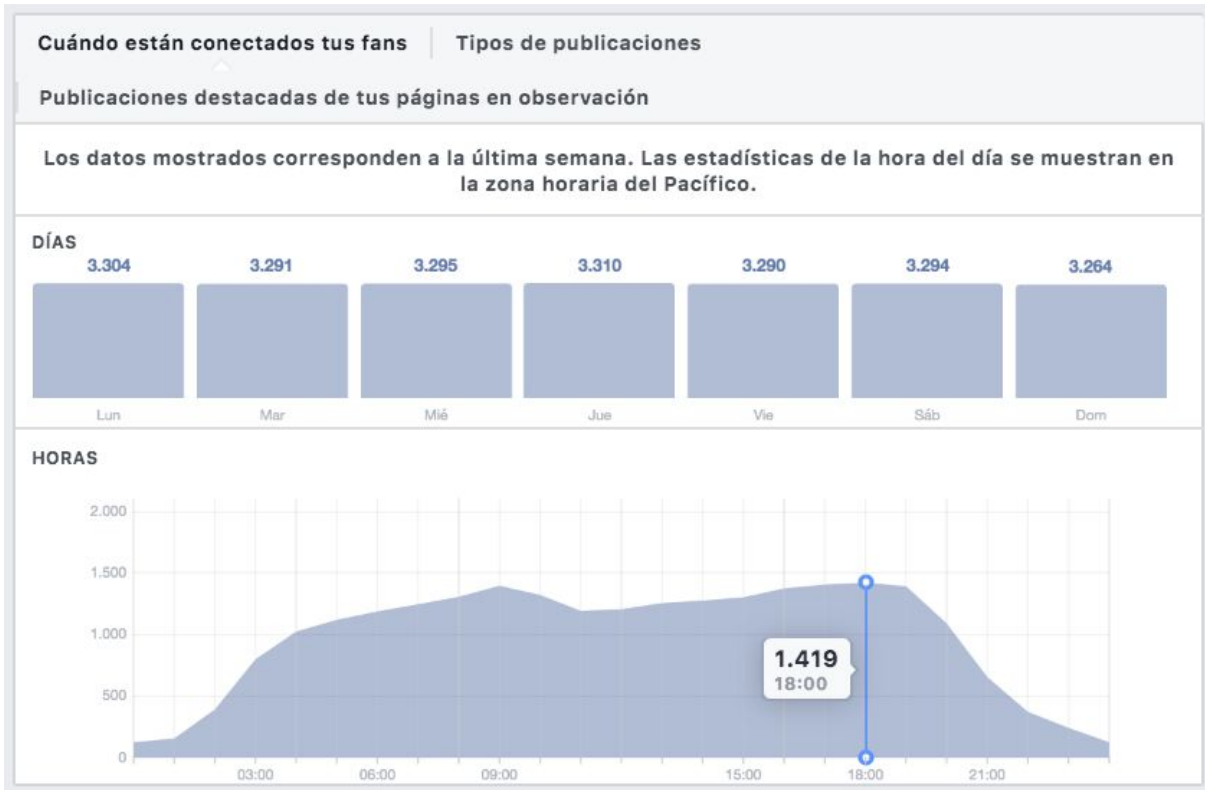 Cuándo están conectados tus fans
Tipos de publicaciones
Publicaciones destacadas de tus páginas en observación
Los datos mostrados corresponden a la última semana. Las estadísticas de la hora del día se muestran en
la zona horaria del Pacífico.
DÍAS
3.304 3.291 3.295 3.310 3.290 3.294 3.264
Lun Mar Mié Jue Vie Sáb Dom
HORAS
2.000
1.500
1.000
500
0
1.419
18:00
03:00 06:00 09:00 15:00 18:00 21:00